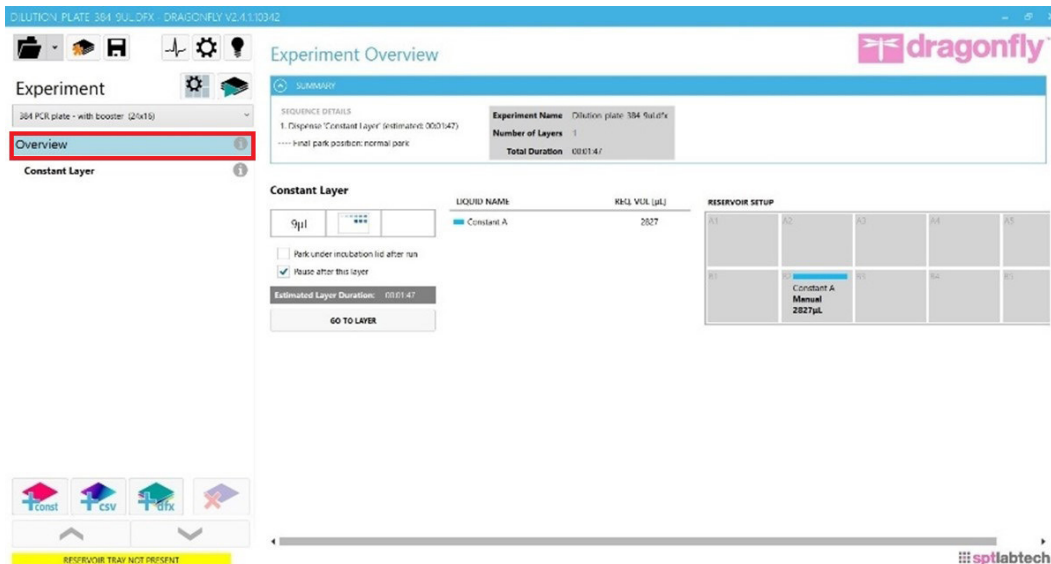 DILUTION PLATE 384 9UL.DFX - DRAGONFLY V2.4.1.10342
dragonfly
Experiment Overview
Experiment
SUMMARY
384 PCR plate - with booster (24x16)
SEQUENCE DETAILS
1. Dispense 'Constant Layer' (estimated: 00:01:47)
---- Final park position: normal park
Experiment Name Dilution plate 384 9ul.dfx
Number of Layers 1
Total Duration 00:01:47
Overview
Constant Layer
Constant Layer
9µl
LIQUID NAME REQ. VOL [µL]
Constant A 2827
Park under incubation lid after run
Pause after this layer
Estimated Layer Duration: 00:01:47
GO TO LAYER
RESERVOIR SETUP
A1 A2 A3 A4 A5
B1 B2 B3 B4 B5
Constant A
Manual
2827µL
const csv dfx
RESERVOIR TRAY NOT PRESENT
sptlabtech